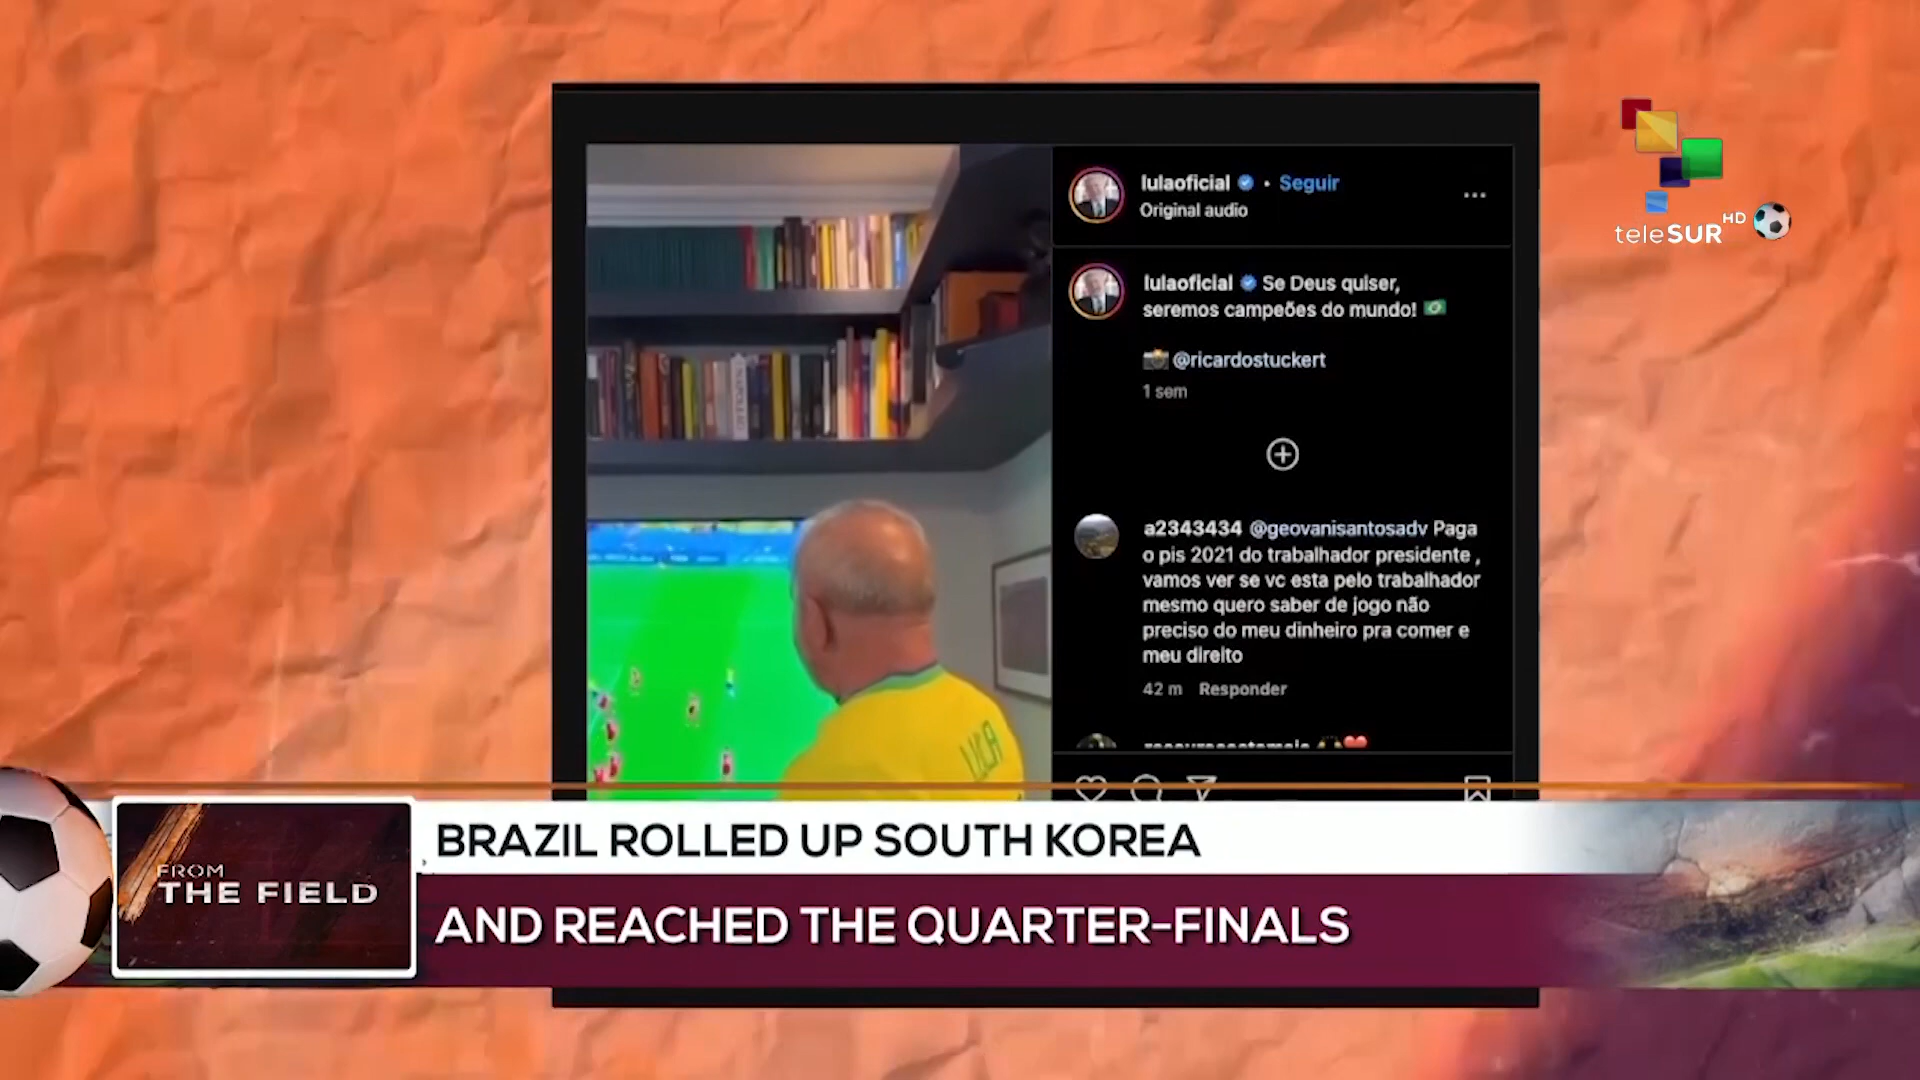 lulaoficial • Seguir
Original audio
lulaoficial Se Deus quiser,
seremos campeões do mundo!
@ricardostuckert
1 sem
a2343434 @geovanisantosadv Paga
o pis 2021 do trabalhador presidente ,
vamos ver se vc esta pelo trabalhador
mesmo quero saber de jogo não
preciso do meu dinheiro pra comer e
meu direito
42 m Responder
teleSUR HD
BRAZIL ROLLED UP SOUTH KOREA
FROM
THE FIELD
AND REACHED THE QUARTER-FINALS